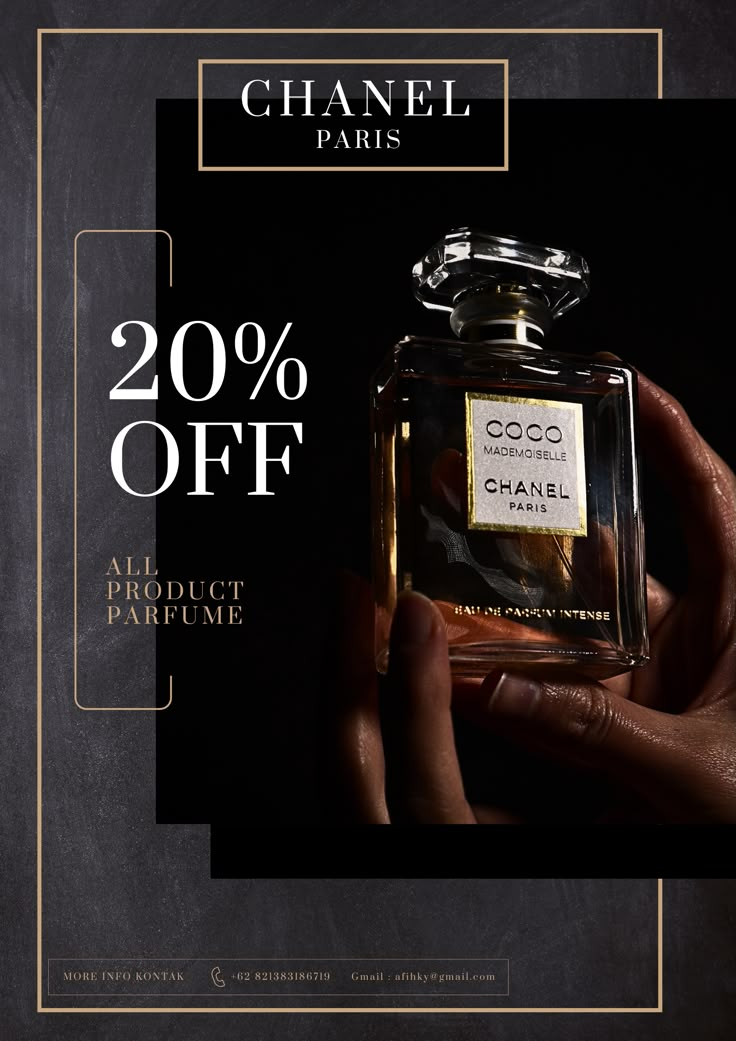 CHANEL
PARIS
20%
OFF
ALL
PRODUCT
PARFUME
COCO
MADEMOISELLE
CHANEL
PARIS
EAU DE PARFUM INTENSE
MORE INFO KONTAK +62 821383186719 Gmail : afihky@gmail.com